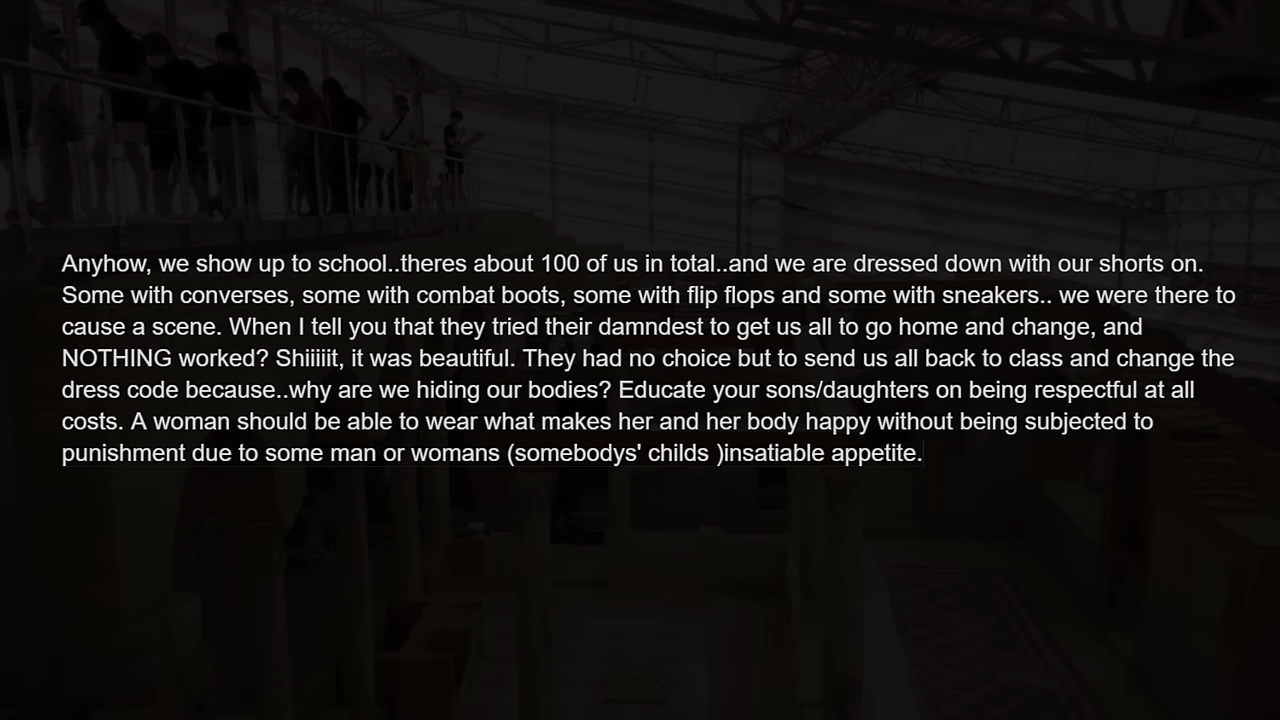 Anyhow, we show up to school..theres about 100 of us in total..and we are dressed down with our shorts on.
Some with converses, some with combat boots, some with flip flops and some with sneakers.. we were there to
cause a scene. When I tell you that they tried their damndest to get us all to go home and change, and
NOTHING worked? Shiiiiit, it was beautiful. They had no choice but to send us all back to class and change the
dress code because..why are we hiding our bodies? Educate your sons/daughters on being respectful at all
costs. A woman should be able to wear what makes her and her body happy without being subjected to
punishment due to some man or womans (somebodys' childs )insatiable appetite.